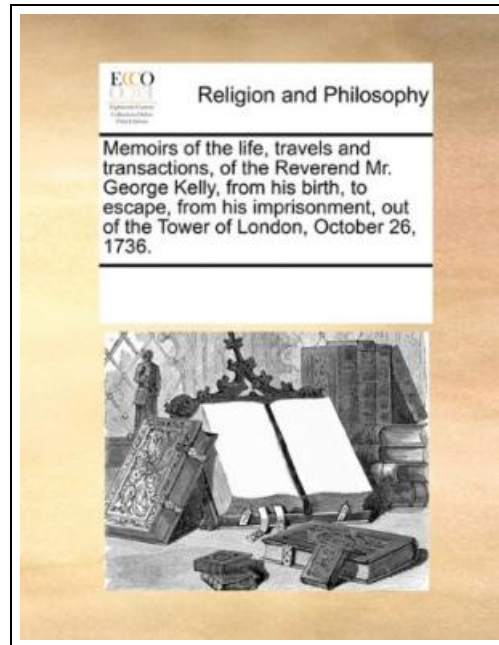 ECCO
Religion and Philosophy
Memoirs of the life, travels and
transactions, of the Reverend Mr.
George Kelly, from his birth, to
escape, from his imprisonment, out
of the Tower of London, October 26,
1736.